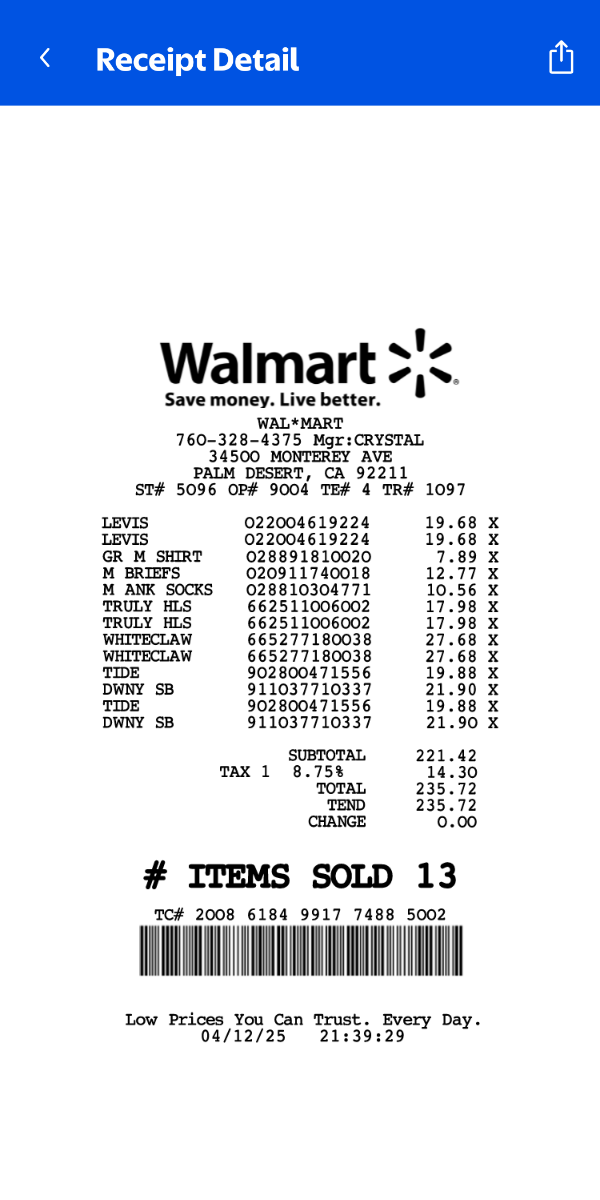 Receipt Detail
Walmart
Save money. Live better.
WAL*MART
760-328-4375 Mgr:CRYSTAL
34500 MONTEREY AVE
PALM DESERT, CA 92211
ST# 5096 OP# 9004 TE# 4 TR# 1097
LEVIS 022004619224 19.68 X
LEVIS 022004619224 19.68 X
GR M SHIRT 028891810020 7.89 X
M BRIEFS 020911740018 12.77 X
M ANK SOCKS 028810304771 10.56 X
TRULY HLS 662511006002 17.98 X
TRULY HLS 662511006002 17.98 X
WHITECLAW 665277180038 27.68 X
WHITECLAW 665277180038 27.68 X
TIDE 902800471556 19.88 X
DWNY SB 911037710337 21.90 X
TIDE 902800471556 19.88 X
DWNY SB 911037710337 21.90 X
SUBTOTAL 221.42
TAX 1 8.75% 14.30
TOTAL 235.72
TEND 235.72
CHANGE 0.00
# ITEMS SOLD 13
TC# 2008 6184 9917 7488 5002
Low Prices You Can Trust. Every Day.
04/12/25 21:39:29